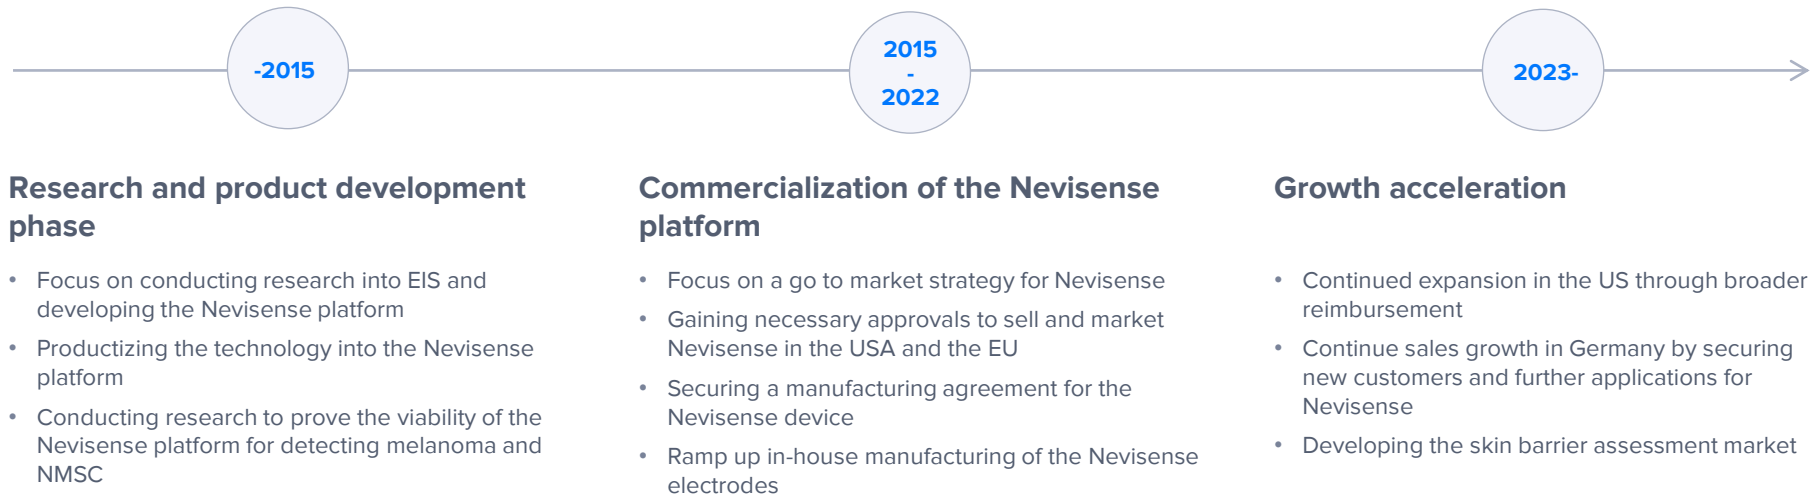 -2015
2015
-
2022
2023-
Research and product development
phase
• Focus on conducting research into EIS and
developing the Nevisense platform
• Productizing the technology into the Nevisense
platform
• Conducting research to prove the viability of the
Nevisense platform for detecting melanoma and
NMSC
Commercialization of the Nevisense
platform
• Focus on a go to market strategy for Nevisense
• Gaining necessary approvals to sell and market
Nevisense in the USA and the EU
• Securing a manufacturing agreement for the
Nevisense device
• Ramp up in-house manufacturing of the Nevisense
electrodes
Growth acceleration
• Continued expansion in the US through broader
reimbursement
• Continue sales growth in Germany by securing
new customers and further applications for
Nevisense
• Developing the skin barrier assessment market